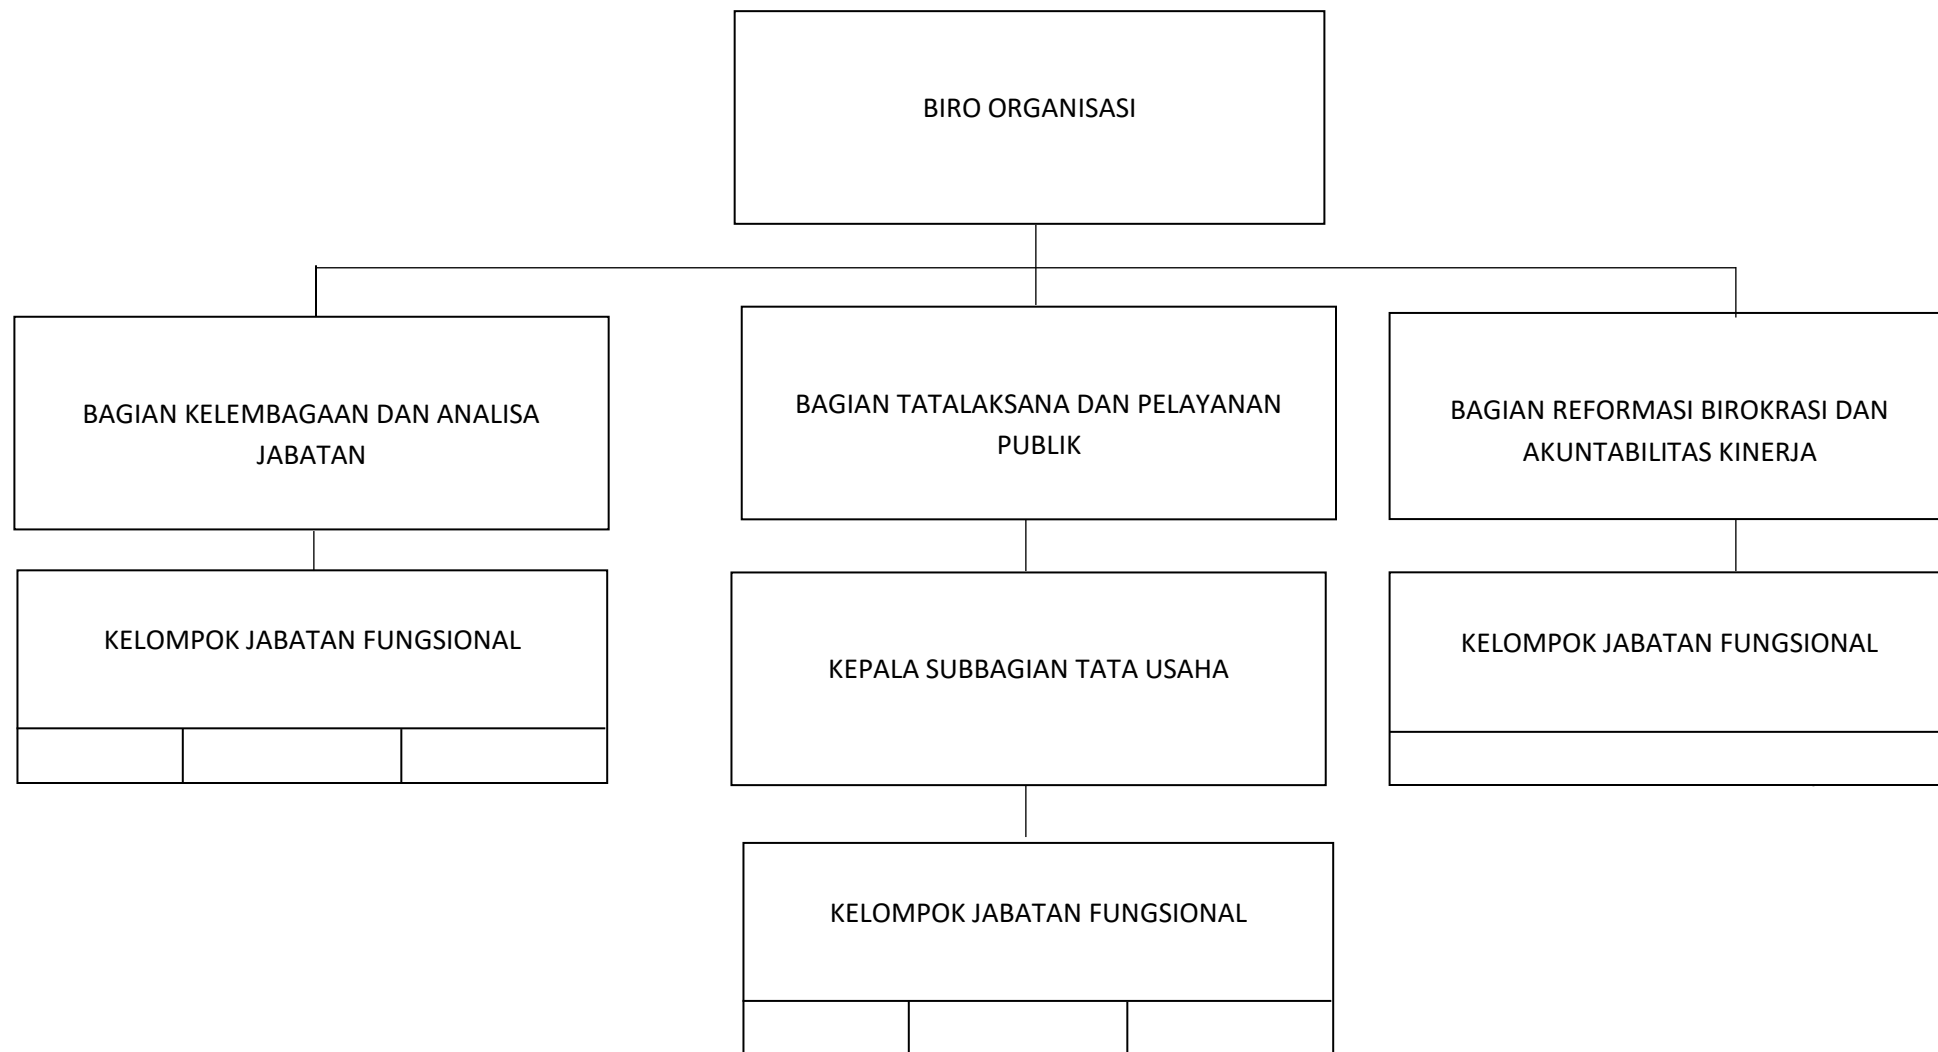 BIRO ORGANISASI
BAGIAN KELEMBAGAAN DAN ANALISA
JABATAN
BAGIAN TATALAKSANA DAN PELAYANAN
PUBLIK
BAGIAN REFORMASI BIROKRASI DAN
AKUNTABILITAS KINERJA
KELOMPOK JABATAN FUNGSIONAL
KEPALA SUBBAGIAN TATA USAHA
KELOMPOK JABATAN FUNGSIONAL
KELOMPOK JABATAN FUNGSIONAL